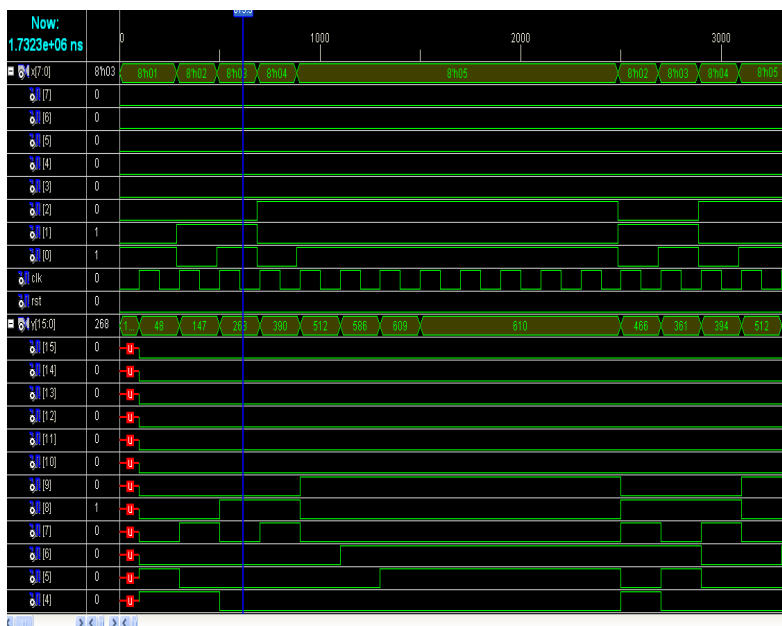 Now:
1.7323e+06 ns
0 1000 2000 3000
x[7:0] 8'h03 8'h01 8'h02 8'h03 8'h04 8'h05 8'h02 8'h03 8'h04 8'h05
[7] 0
[6] 0
[5] 0
[4] 0
[3] 0
[2] 0
[1] 1
[0] 1
clk 0
rst 0
Y[15:0] 268 1... 48 147 268 390 512 586 609 610 466 361 394 512
[15] 0 U
[14] 0 U
[13] 0 U
[12] 0 U
[11] 0 U
[10] 0 U
[9] 0 U
[8] 1 U
[7] 0 U
[6] 0 U
[5] 0 U
[4] 0 U